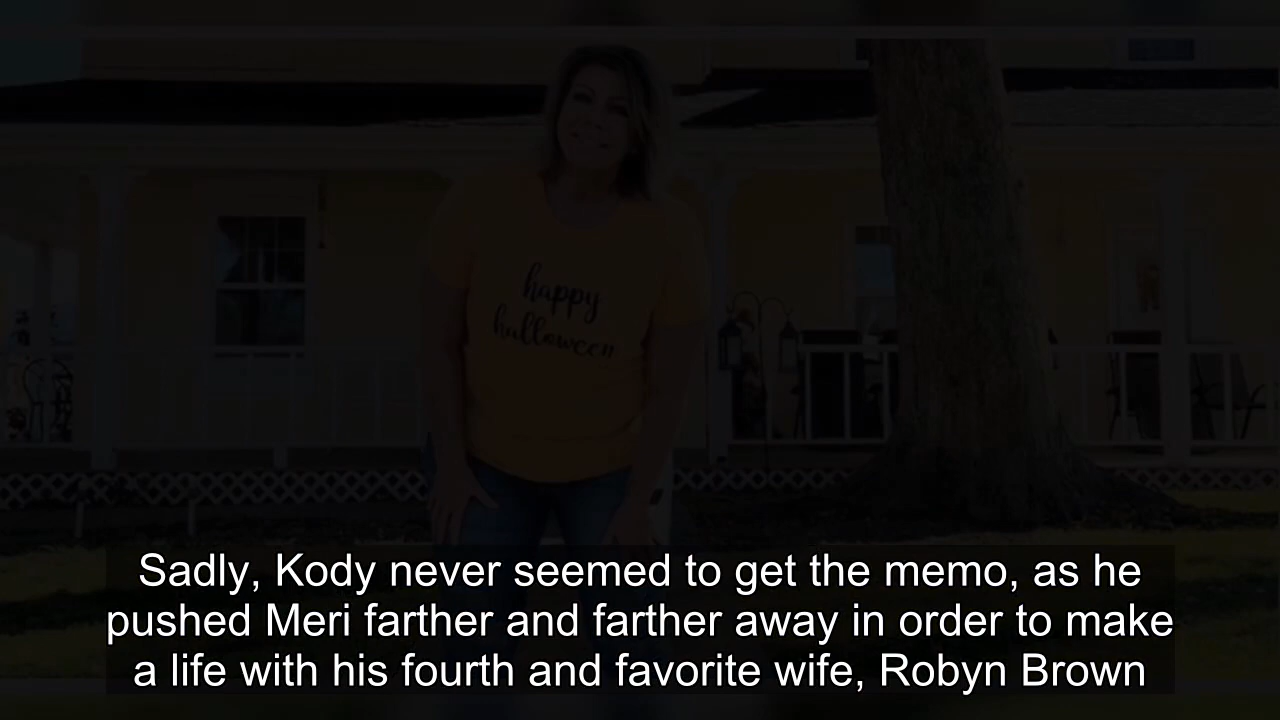 happy
halloween
Sadly, Kody never seemed to get the memo, as he
pushed Meri farther and farther away in order to make
a life with his fourth and favorite wife, Robyn Brown